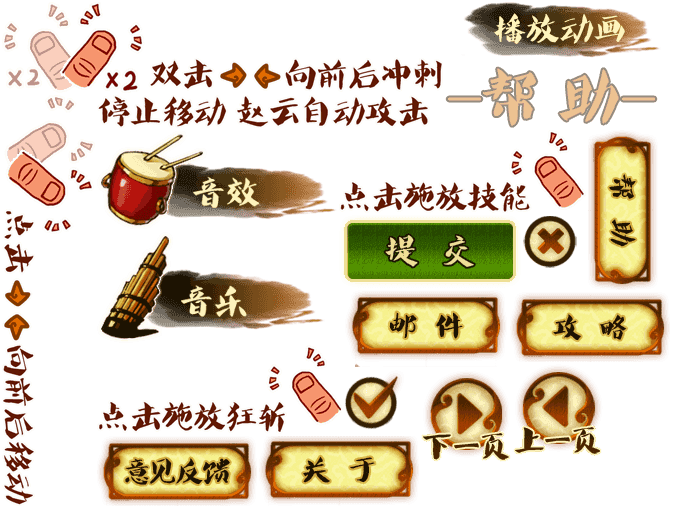 播放动画
×2
×2 双击 向前后冲刺
停止移动 赵云自动攻击
帮助
音效
点击施放技能
帮助
提交
音乐
邮件
攻略
点击 向前后移动
点击施放狂斩
下一页
上一页
意见反馈
关于